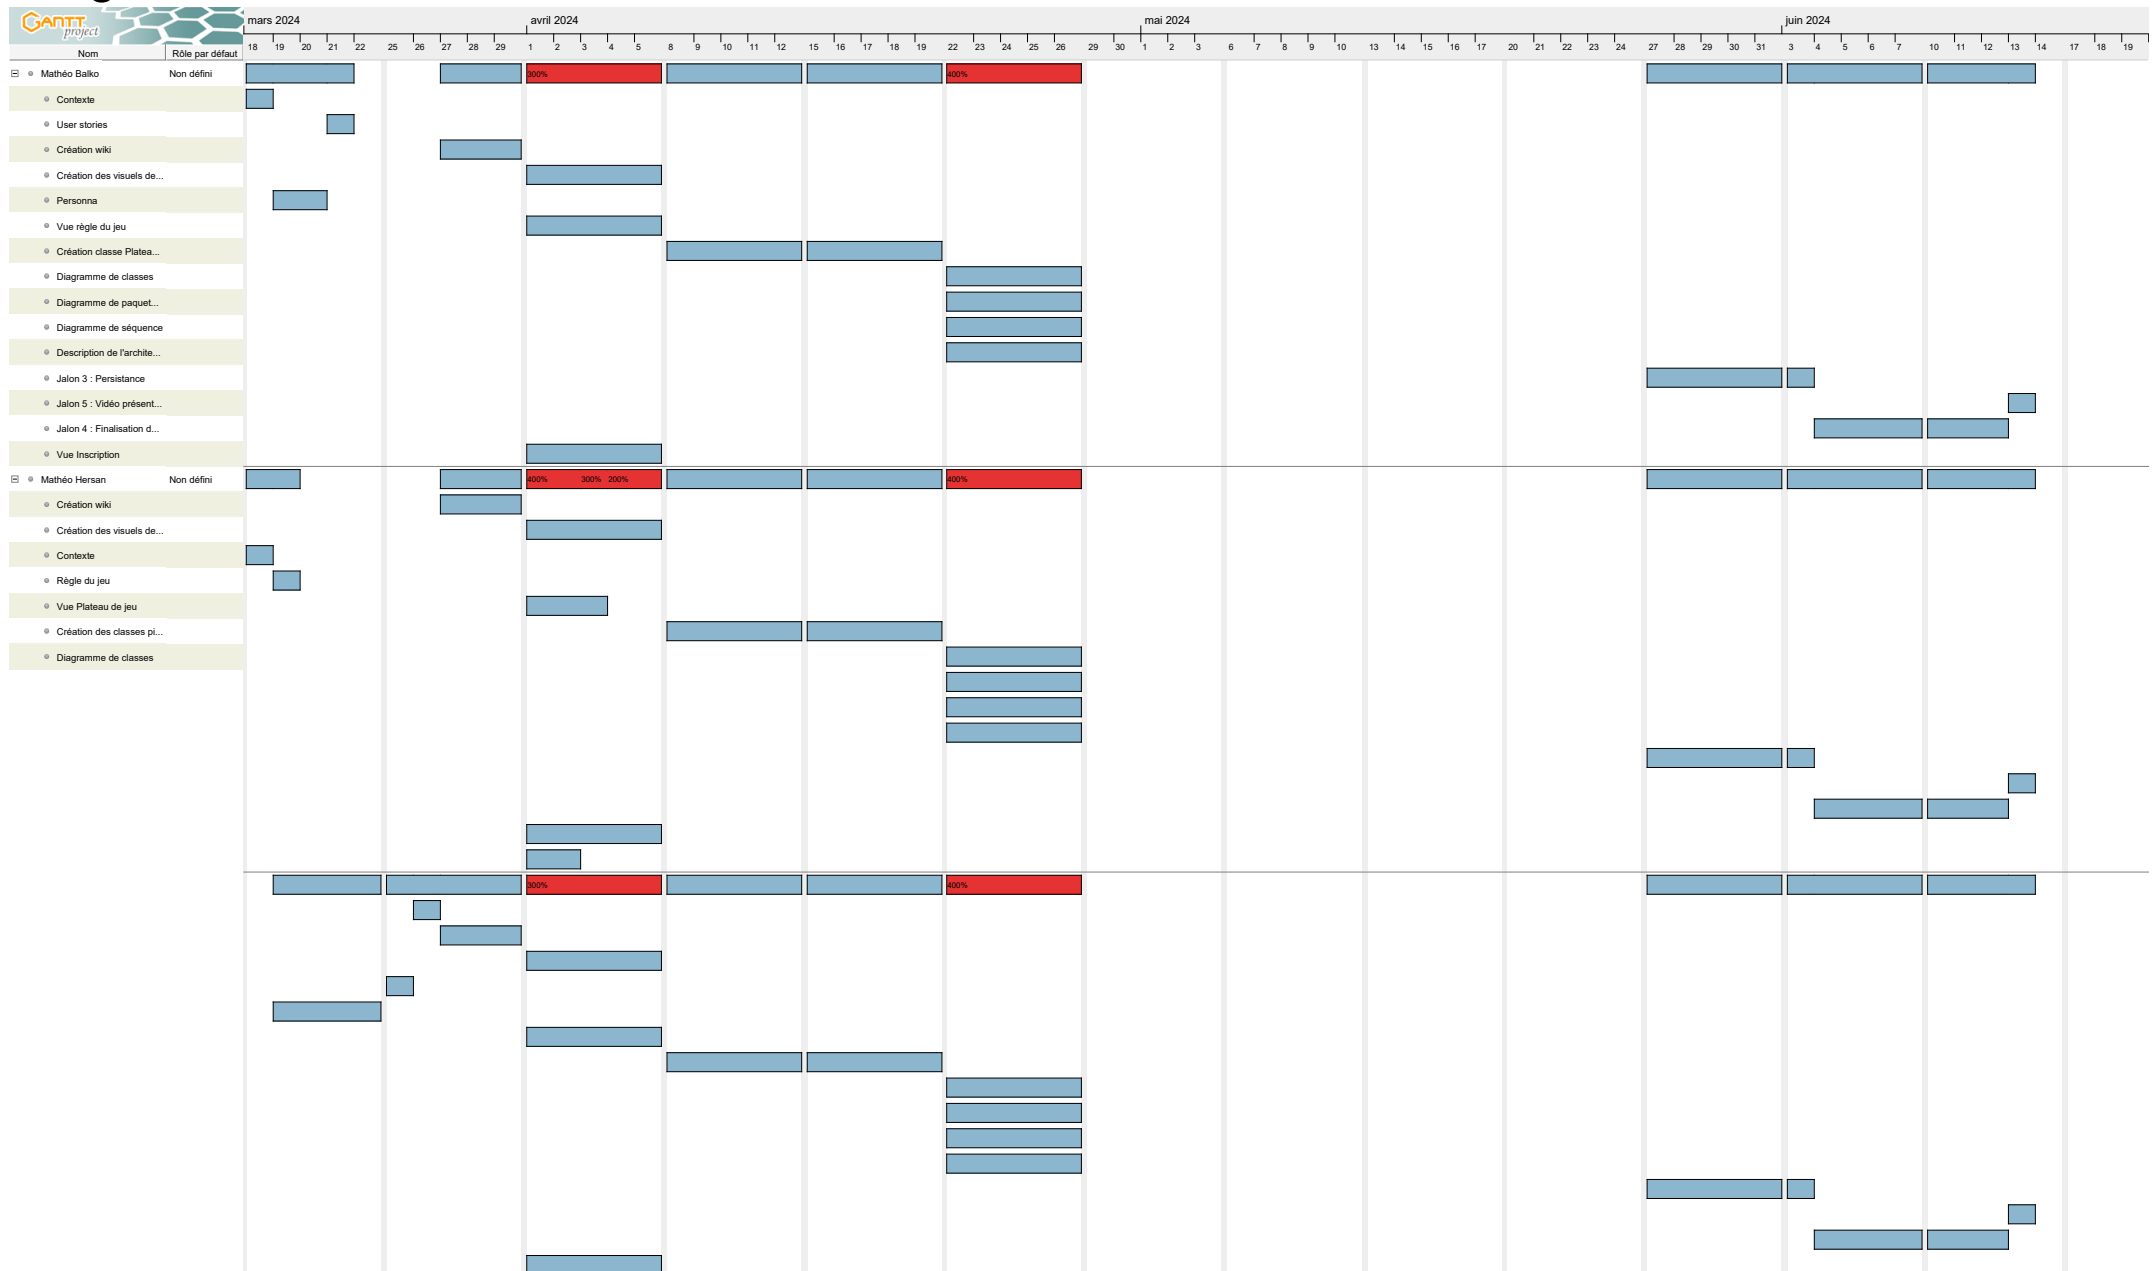 GANTT
project
mars 2024 avril 2024 mai 2024 juin 2024
Nom Rôle par défaut 18 19 20 21 22 25 26 27 28 29 1 2 3 4 5 8 9 10 11 12 15 16 17 18 19 22 23 24 25 26 29 30 1 2 3 6 7 8 9 10 13 14 15 16 17 20 21 22 23 24 27 28 29 30 31 3 4 5 6 7 10 11 12 13 14 17 18 19
Mathéo Balko Non défini 300% 400%
Contexte
User stories
Création wiki
Création des visuels de...
Personna
Vue règle du jeu
Création classe Platea...
Diagramme de classes
Diagramme de paquet...
Diagramme de séquence
Description de l'archite...
Jalon 3 : Persistance
Jalon 5 : Vidéo présent...
Jalon 4 : Finalisation d...
Vue Inscription
Mathéo Hersan Non défini 400% 300% 200% 400%
Création wiki
Création des visuels de...
Contexte
Règle du jeu
Vue Plateau de jeu
Création des classes pi...
Diagramme de classes
300% 400%